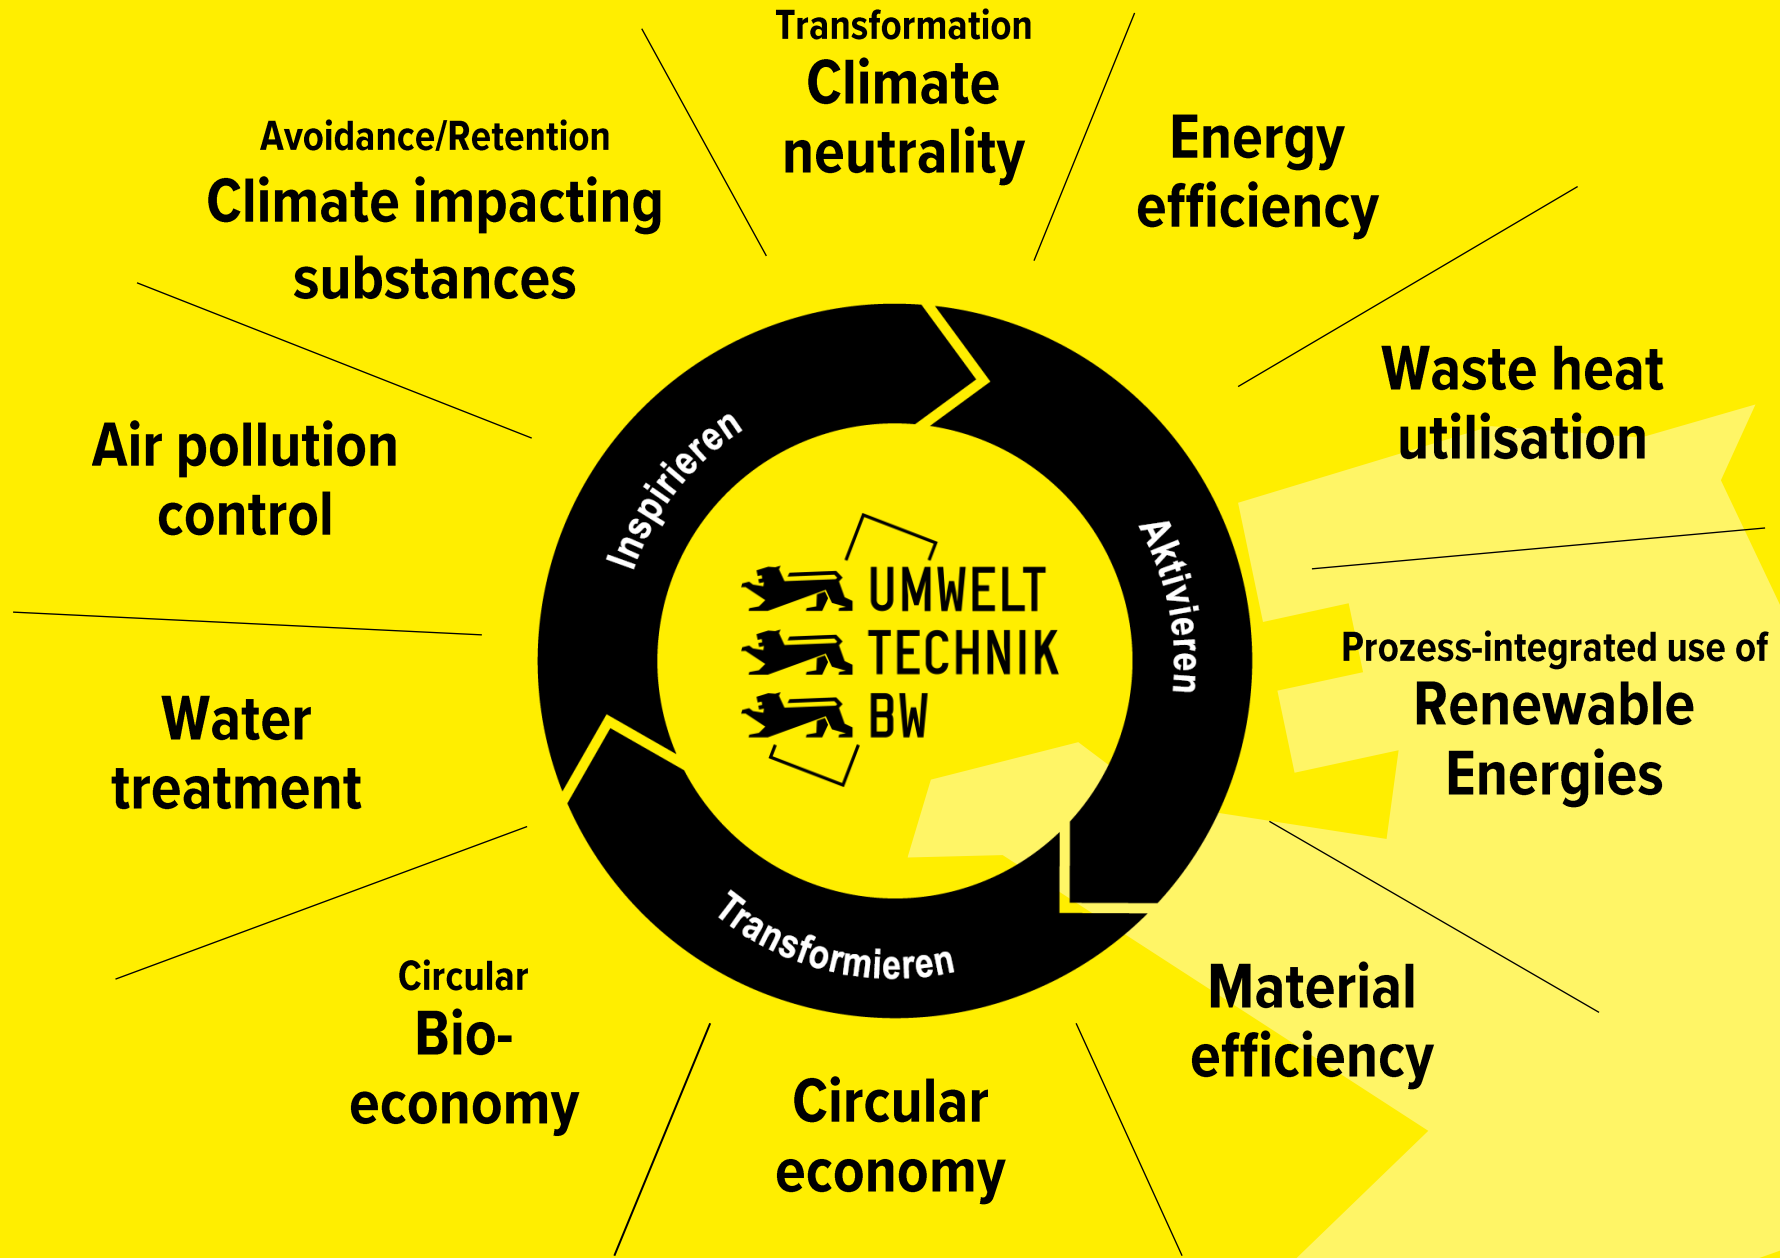 Transformation
Climate
neutrality
Energy
efficiency
Waste heat
utilisation
Prozess-integrated use of
Renewable
Energies
Material
efficiency
Circular
economy
Circular
Bio-
economy
Water
treatment
Air pollution
control
Avoidance/Retention
Climate impacting
substances
Inspirieren
Aktivieren
Transformieren
UMWELT
TECHNIK
BW